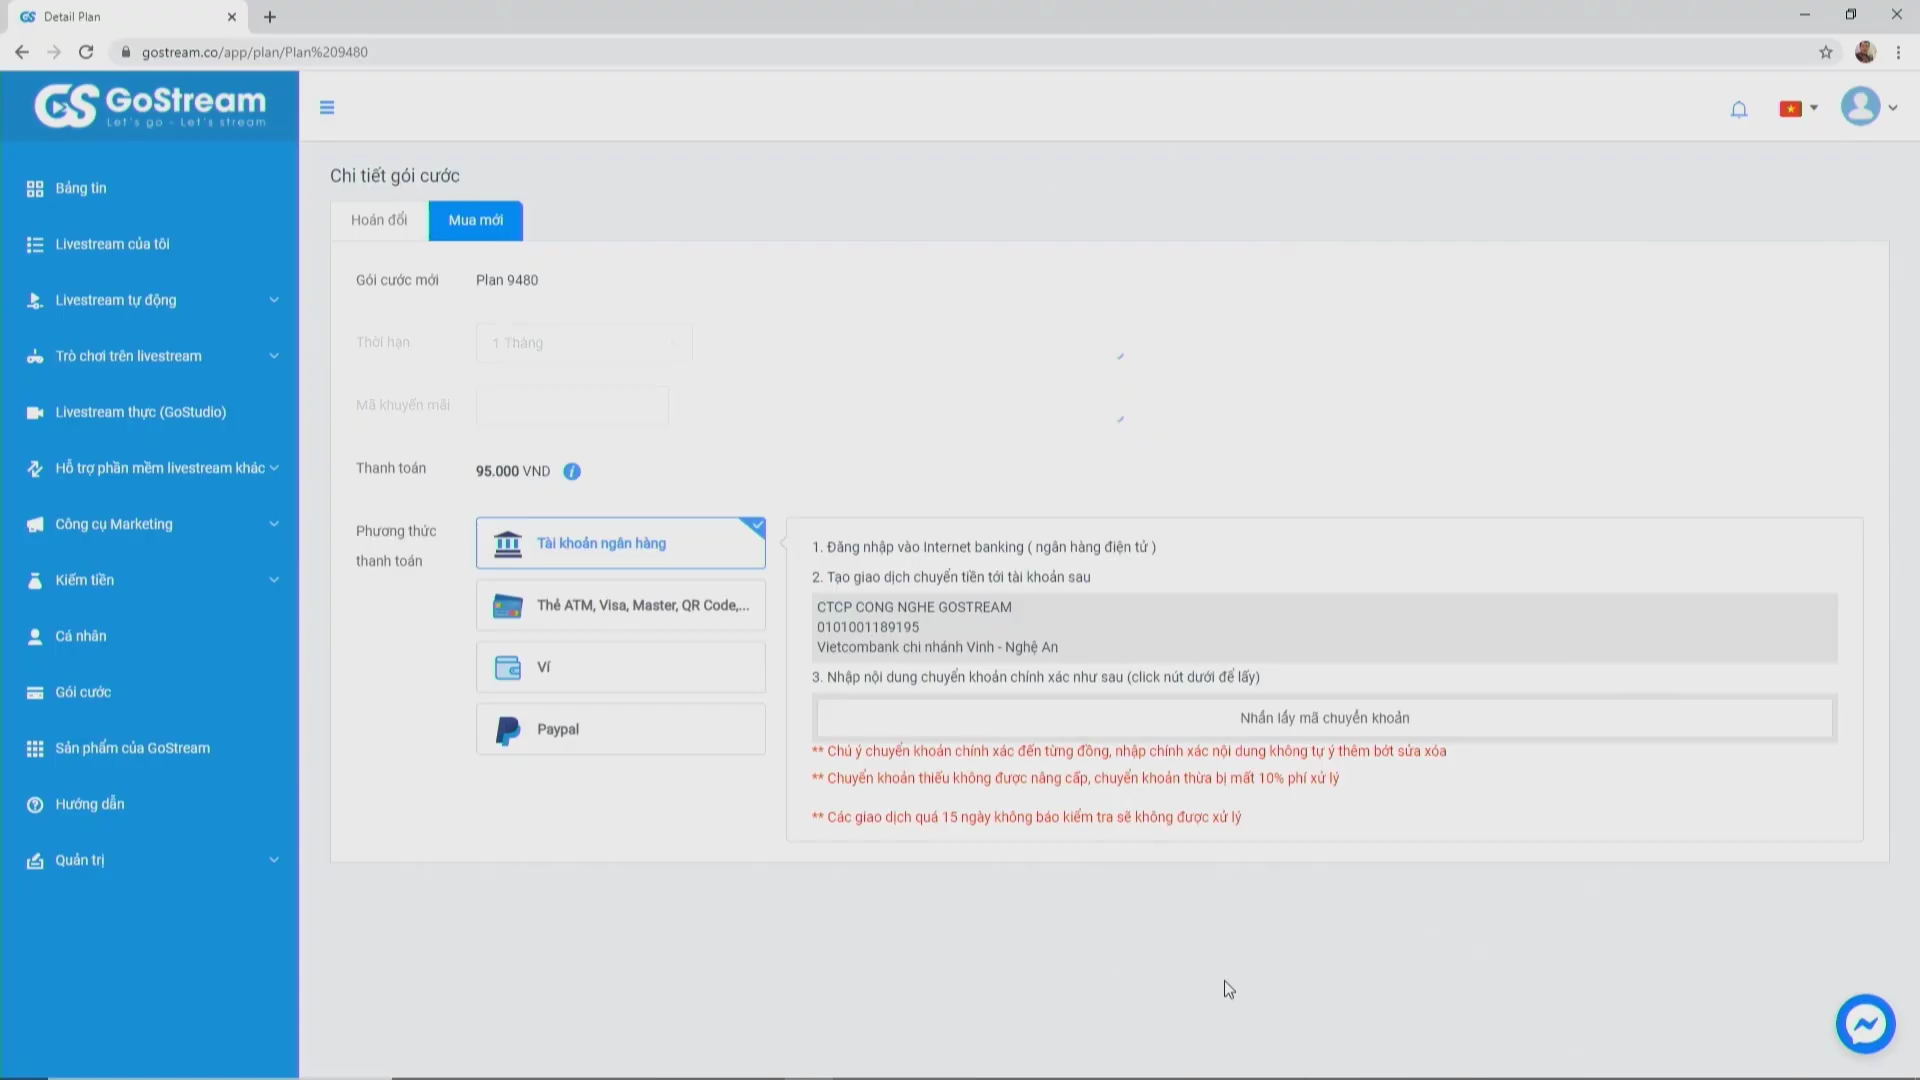 Detail Plan
gostream.co/app/plan/Plan%209480
GS GoStream
Let's go - Let's stream
Bảng tin
Livestream của tôi
Livestream tự động
Trò chơi trên livestream
Livestream thực (GoStudio)
Hỗ trợ phần mềm livestream khác
Công cụ Marketing
Kiếm tiền
Cá nhân
Gói cước
Sản phẩm của GoStream
Hướng dẫn
Quản trị
Chi tiết gói cước
Hoán đổi
Mua mới
Gói cước mới
Plan 9480
Thời hạn
1 Tháng
Mã khuyến mãi
Thanh toán
95.000 VND
Phương thức
thanh toán
Tài khoản ngân hàng
Thẻ ATM, Visa, Master, QR Code,...
Ví
Paypal
1. Đăng nhập vào Internet banking ( ngân hàng điện tử )
2. Tạo giao dịch chuyển tiền tới tài khoản sau
CTCP CONG NGHE GOSTREAM
0101001189195
Vietcombank chi nhánh Vinh - Nghệ An
3. Nhập nội dung chuyển khoản chính xác như sau (click nút dưới để lấy)
Nhấn lấy mã chuyển khoản
** Chú ý chuyển khoản chính xác đến từng đồng, nhập chính xác nội dung không tự ý thêm bớt sửa xóa
** Chuyển khoản thiếu không được nâng cấp, chuyển khoản thừa bị mất 10% phí xử lý
** Các giao dịch quá 15 ngày không báo kiểm tra sẽ không được xử lý